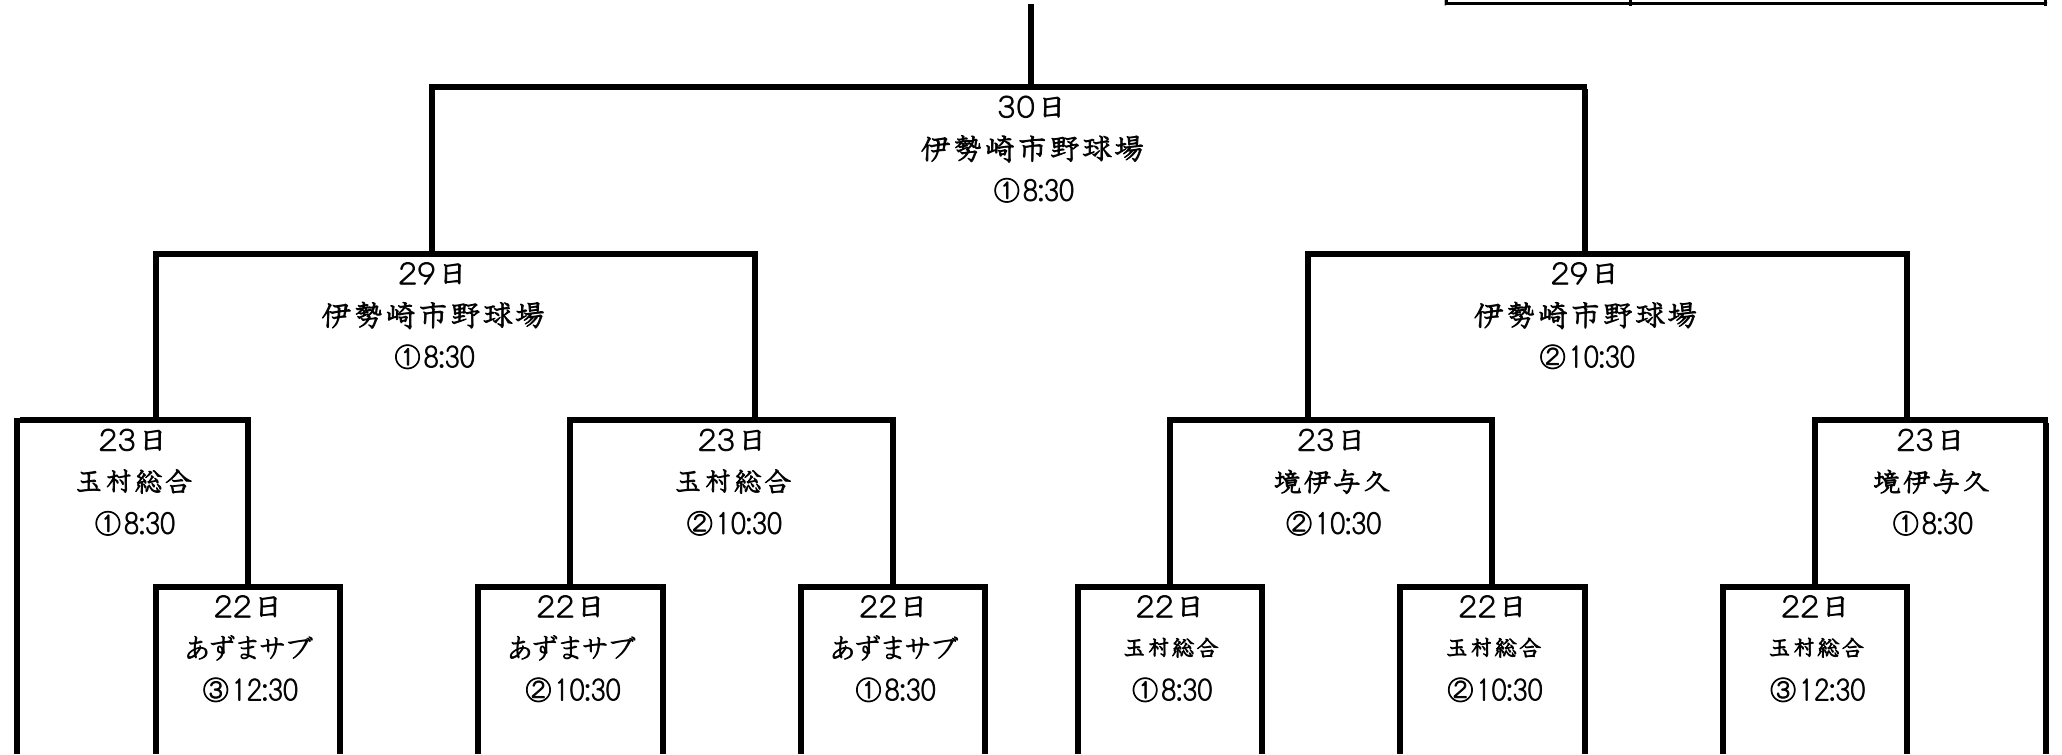 30日
伊勢崎市野球場
①8:30
29日
伊勢崎市野球場
①8:30
29日
伊勢崎市野球場
②10:30
23日
玉村総合
①8:30
23日
玉村総合
②10:30
23日
境伊与久
②10:30
23日
境伊与久
①8:30
22日
あずまサブ
③12:30
22日
あずまサブ
②10:30
22日
あずまサブ
①8:30
22日
玉村総合
①8:30
22日
玉村総合
②10:30
22日
玉村総合
③12:30